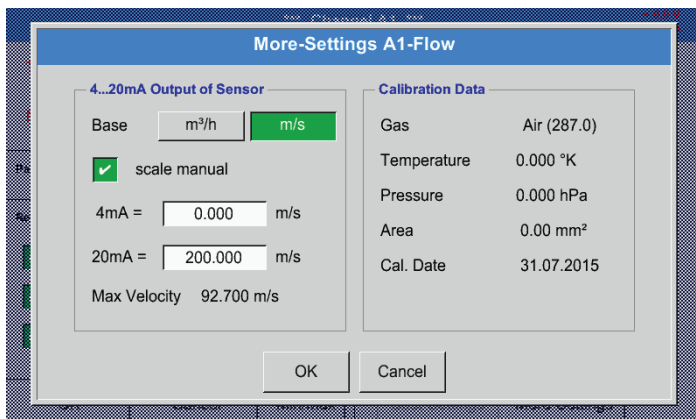 *** Channel A1 ***
More-Settings A1-Flow
4...20mA Output of Sensor
Base m³/h m/s
✔ scale manual
4mA = 0.000 m/s
20mA = 200.000 m/s
Max Velocity 92.700 m/s
Calibration Data
Gas Air (287.0)
Temperature 0.000 °K
Pressure 0.000 hPa
Area 0.00 mm²
Cal. Date 31.07.2015
OK Cancel